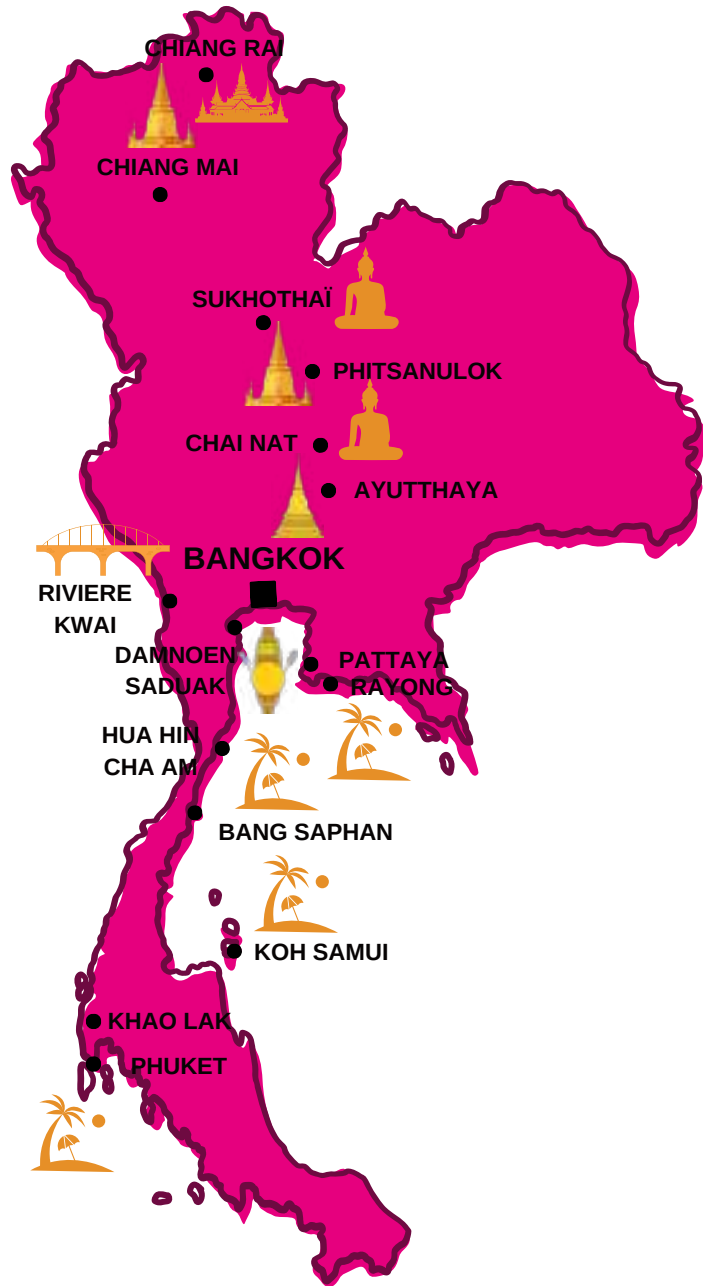 CHIANG RAI
CHIANG MAI
SUKHOTHAÏ
PHITSANULOK
CHAI NAT
AYUTTHAYA
BANGKOK
RIVIERE
KWAI
DAMNOEN
SADUAK
PATTAYA
RAYONG
HUA HIN
CHA AM
BANG SAPHAN
KOH SAMUI
KHAO LAK
PHUKET